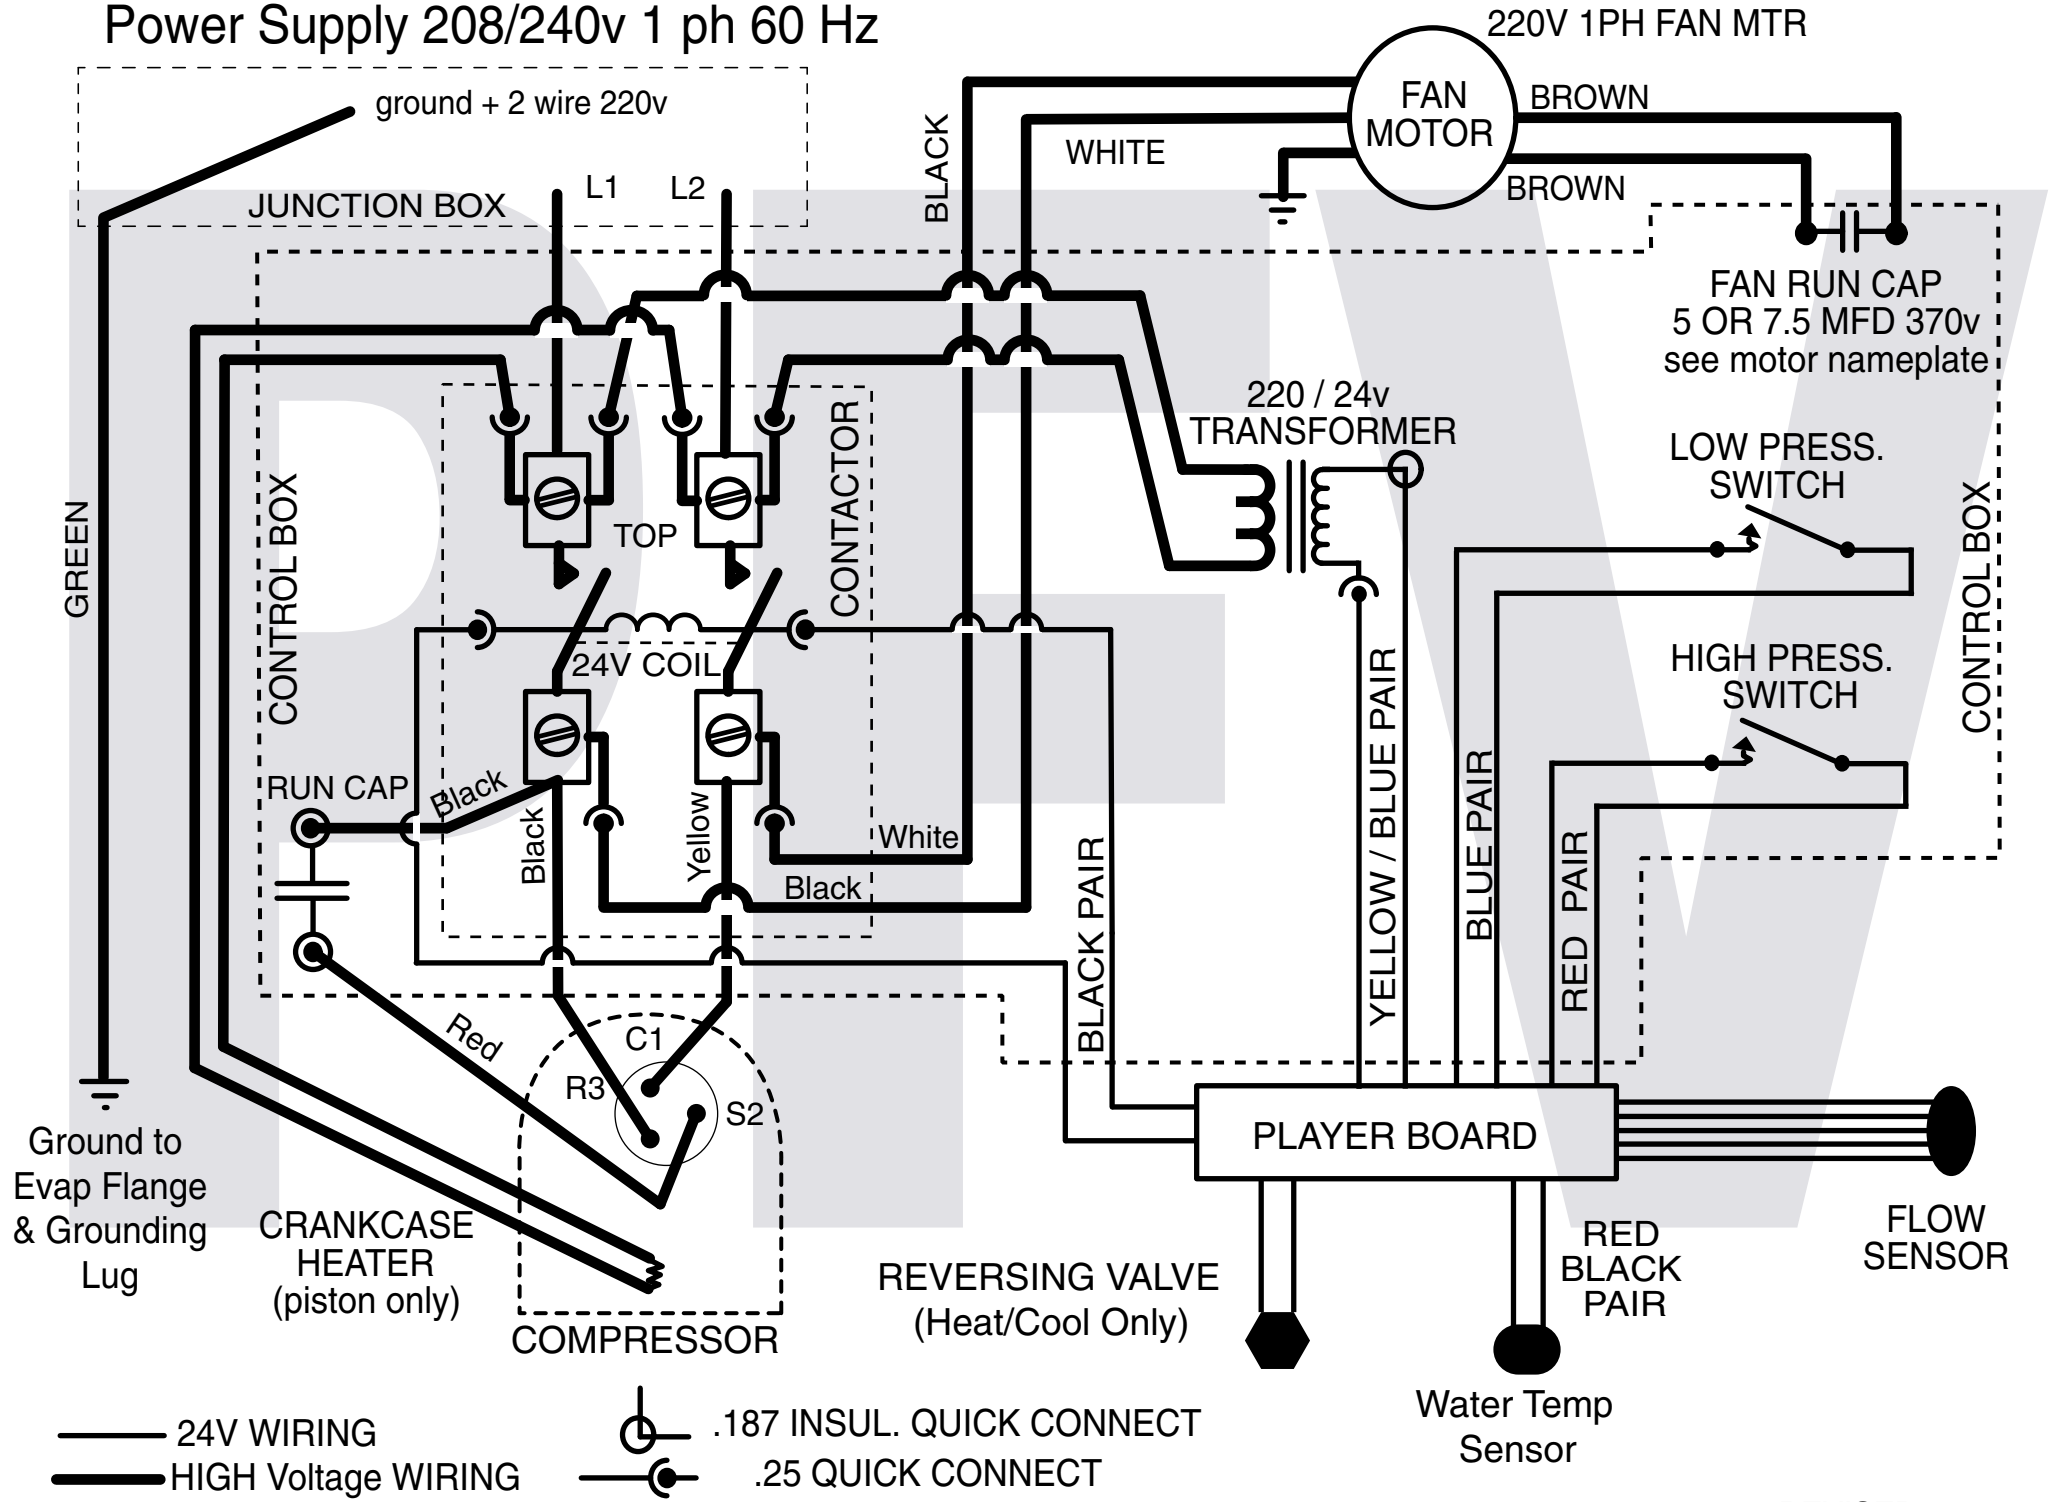 Power Supply 208/240v 1 ph 60 Hz
220V 1PH FAN MTR
ground + 2 wire 220v
FAN
MOTOR
BROWN
BROWN
BLACK
WHITE
L1
L2
JUNCTION BOX
FAN RUN CAP
5 OR 7.5 MFD 370v
see motor nameplate
220 / 24v
TRANSFORMER
LOW PRESS.
SWITCH
GREEN
CONTROL BOX
TOP
CONTACTOR
CONTROL BOX
24V COIL
HIGH PRESS.
SWITCH
RUN CAP
Black
Black
Yellow
White
Black
BLACK PAIR
YELLOW / BLUE PAIR
BLUE PAIR
RED PAIR
Red
C1
R3
S2
PLAYER BOARD
Ground to
Evap Flange
& Grounding
Lug
CRANKCASE
HEATER
(piston only)
COMPRESSOR
REVERSING VALVE
(Heat/Cool Only)
RED
BLACK
PAIR
FLOW
SENSOR
Water Temp
Sensor
24V WIRING
HIGH Voltage WIRING
.187 INSUL. QUICK CONNECT
.25 QUICK CONNECT